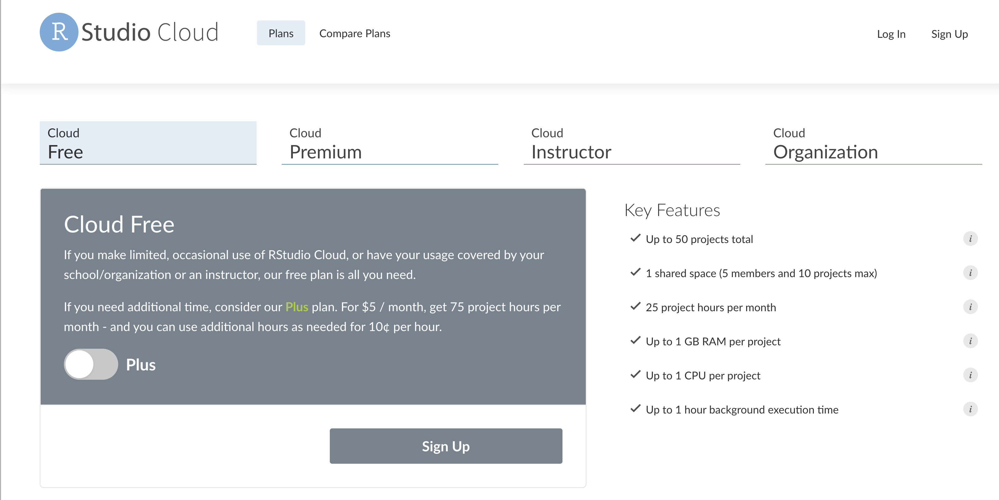 R Studio Cloud
Plans
Compare Plans
Log In
Sign Up
Cloud
Free
Cloud
Premium
Cloud
Instructor
Cloud
Organization
Cloud Free
If you make limited, occasional use of RStudio Cloud, or have your usage covered by your
school/organization or an instructor, our free plan is all you need.
If you need additional time, consider our Plus plan. For $5 / month, get 75 project hours per
month - and you can use additional hours as needed for 10¢ per hour.
Plus
Sign Up
Key Features
Up to 50 projects total
i
1 shared space (5 members and 10 projects max)
i
25 project hours per month
i
Up to 1 GB RAM per project
i
Up to 1 CPU per project
i
Up to 1 hour background execution time
i